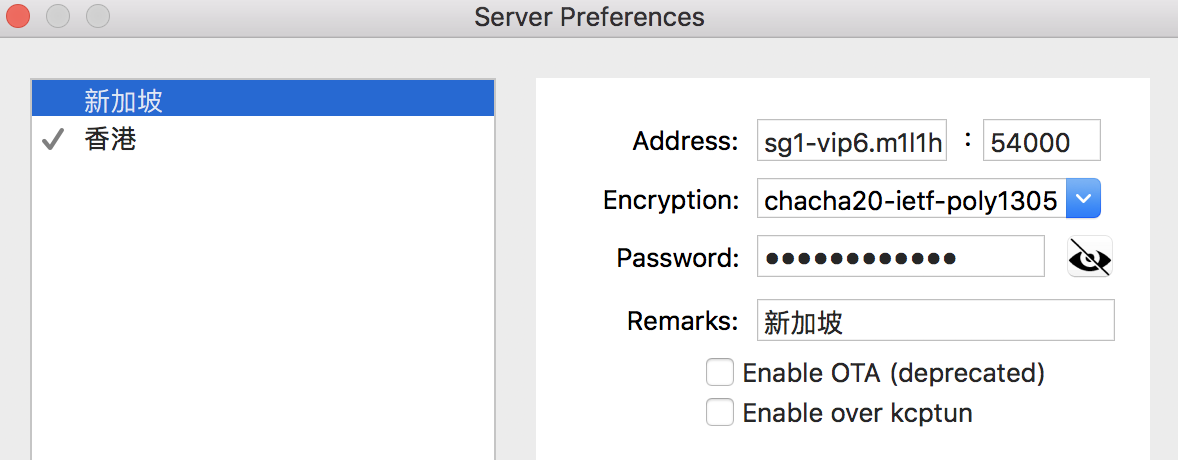 Server Preferences
新加坡
香港
Address: sg1-vip6.m1l1h : 54000
Encryption: chacha20-ietf-poly1305
Password: ●●●●●●●●●●●●
Remarks: 新加坡
Enable OTA (deprecated)
Enable over kcptun